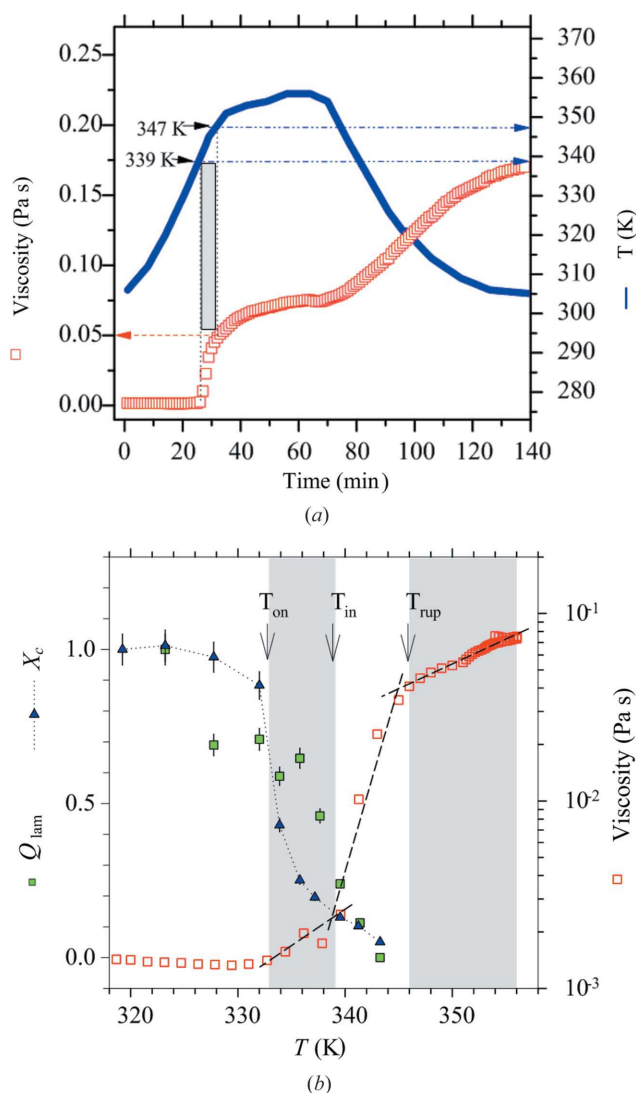 0.25
0.20
0.15
0.10
0.05
0.00
Viscosity (Pa s)
347 K
339 K
370
360
350
340
330
320
310
300
290
280
T (K)
0 20 40 60 80 100 120 140
Time (min)
(a)
T_on
T_in
T_rup
1.0
0.5
0.0
X_c
Q_lam
10^-1
10^-2
10^-3
Viscosity (Pa s)
320 330 340 350
T (K)
(b)